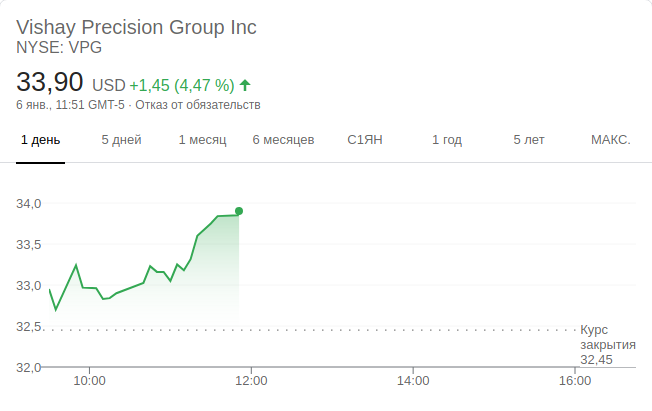 Vishay Precision Group Inc
NYSE: VPG
33,90 USD +1,45 (4,47 %)
6 янв., 11:51 GMT-5 · Отказ от обязательств
1 день 5 дней 1 месяц 6 месяцев С1ЯН 1 год 5 лет МАКС.
34,0
33,5
33,0
32,5
32,0
Курс
закрытия
32,45
10:00 12:00 14:00 16:00